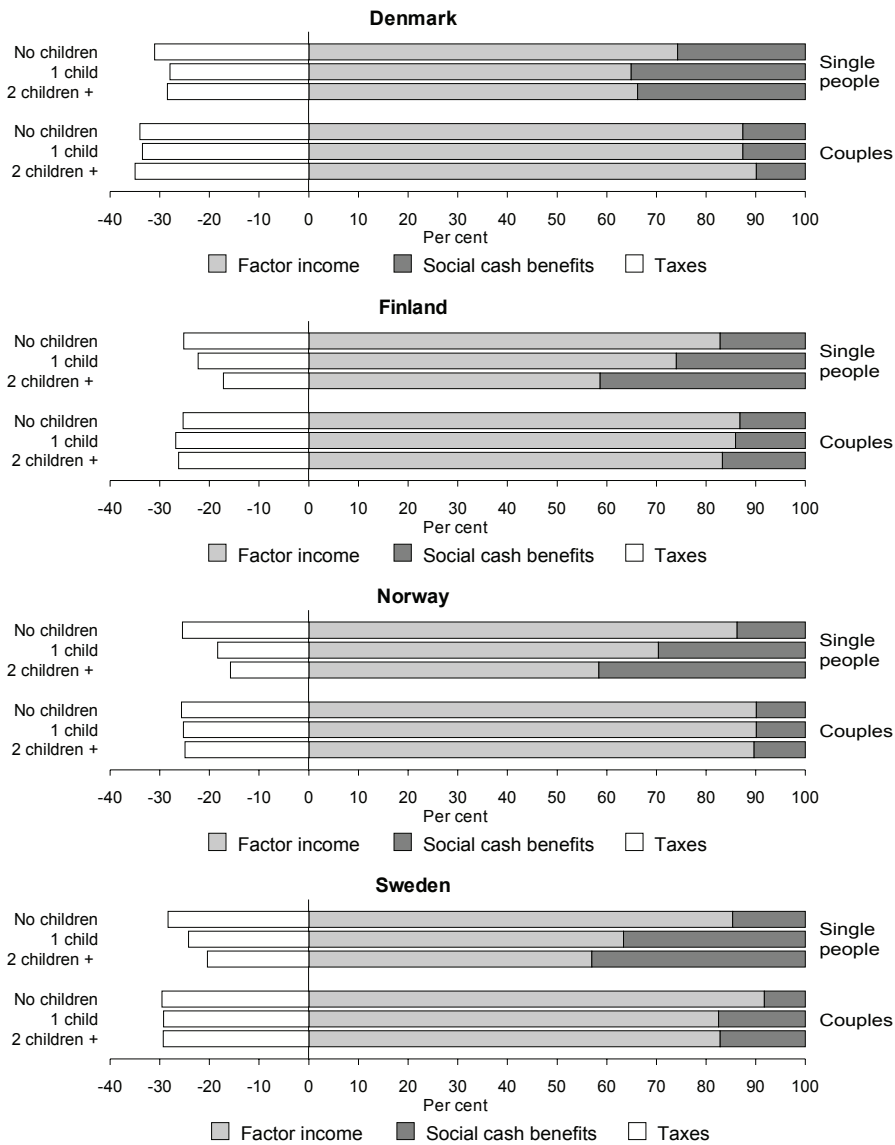 Denmark
No children
1 child
2 children +
Single
people
No children
1 child
2 children +
Couples
-40 -30 -20 -10 0 10 20 30 40 50 60 70 80 90 100
Per cent
Factor income Social cash benefits Taxes
Finland
No children
1 child
2 children +
Single
people
No children
1 child
2 children +
Couples
-40 -30 -20 -10 0 10 20 30 40 50 60 70 80 90 100
Per cent
Factor income Social cash benefits Taxes
Norway
No children
1 child
2 children +
Single
people
No children
1 child
2 children +
Couples
-40 -30 -20 -10 0 10 20 30 40 50 60 70 80 90 100
Per cent
Factor income Social cash benefits Taxes
Sweden
No children
1 child
2 children +
Single
people
No children
1 child
2 children +
Couples
-40 -30 -20 -10 0 10 20 30 40 50 60 70 80 90 100
Per cent
Factor income Social cash benefits Taxes